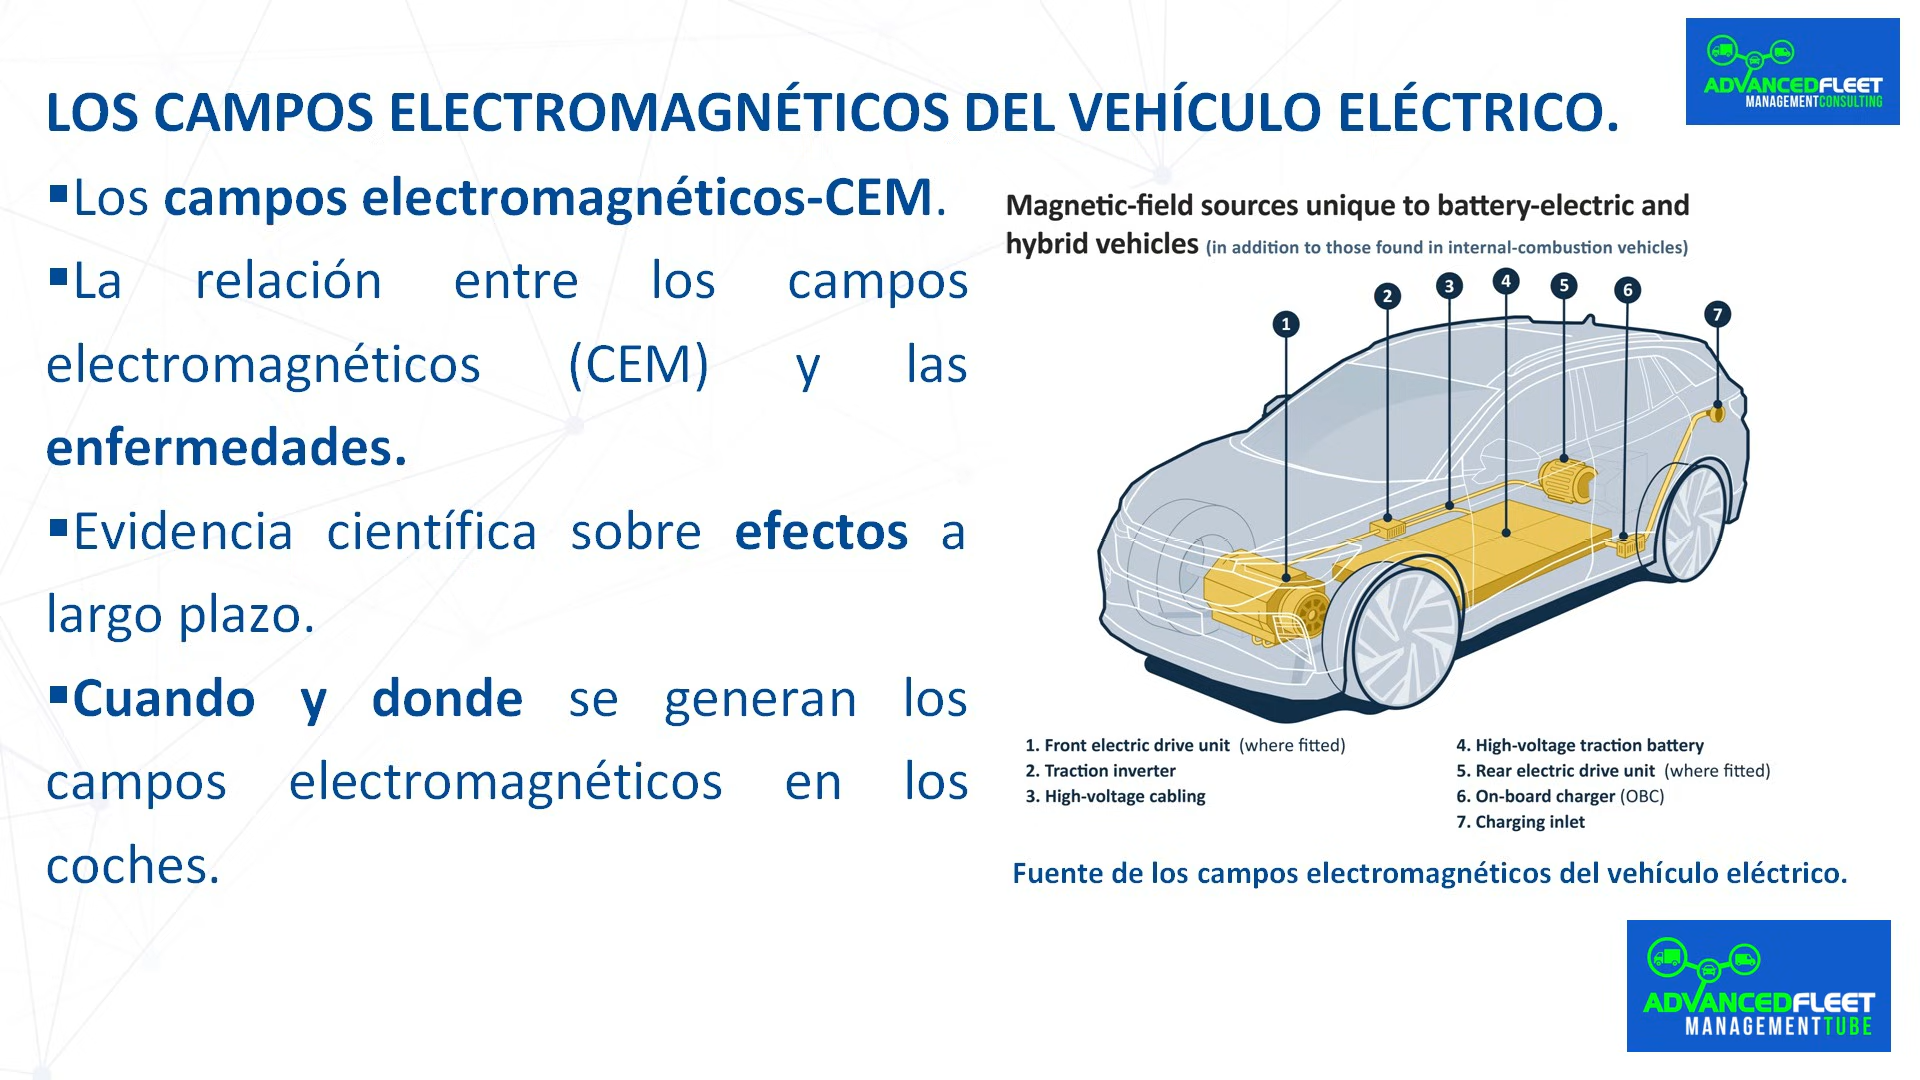 ADVANCEDFLEET
MANAGEMENTCONSULTING
LOS CAMPOS ELECTROMAGNÉTICOS DEL VEHÍCULO ELÉCTRICO.
▪Los campos electromagnéticos-CEM.
▪La relación entre los campos
electromagnéticos (CEM) y las
enfermedades.
▪Evidencia científica sobre efectos a
largo plazo.
▪Cuando y donde se generan los
campos electromagnéticos en los
coches.
Magnetic-field sources unique to battery-electric and
hybrid vehicles (in addition to those found in internal-combustion vehicles)
1
2
3
4
5
6
7
1. Front electric drive unit (where fitted)
2. Traction inverter
3. High-voltage cabling
4. High-voltage traction battery
5. Rear electric drive unit (where fitted)
6. On-board charger (OBC)
7. Charging inlet
Fuente de los campos electromagnéticos del vehículo eléctrico.
ADVANCEDFLEET
MANAGEMENTTUBE